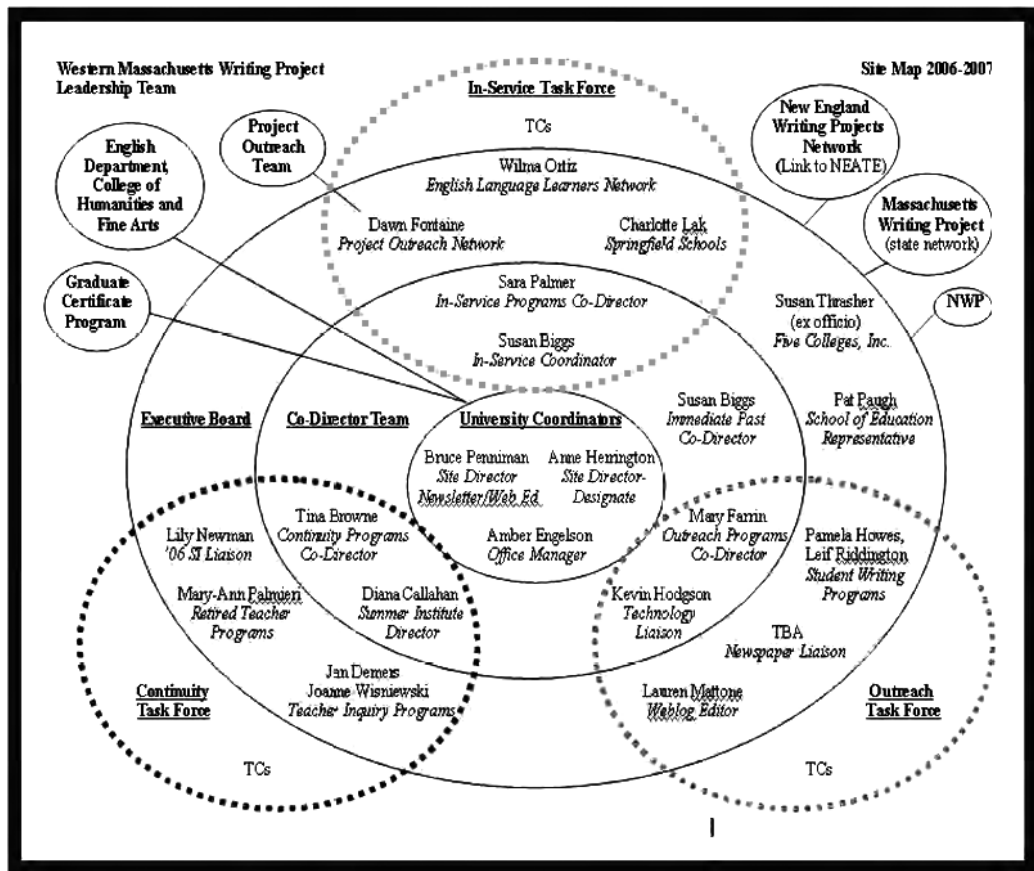 Western Massachusetts Writing Project
Leadership Team
Site Map 2006-2007
In-Service Task Force
TCs
Project
Outreach
Team
English
Department,
College of
Humanities and
Fine Arts
Graduate
Certificate
Program
New England
Writing Projects
Network
(Link to NEATE)
Massachusetts
Writing Project
(state network)
NWP
Wilma Ortiz
English Language Learners Network
Dawn Fontaine
Project Outreach Network
Charlotte Lak
Springfield Schools
Sara Palmer
In-Service Programs Co-Director
Susan Biggs
In-Service Coordinator
Susan Thrasher
(ex officio)
Five Colleges, Inc.
Executive Board
Co-Director Team
University Coordinators
Susan Biggs
Immediate Past
Co-Director
Pat Paugh
School of Education
Representative
Bruce Penniman
Site Director
Newsletter/Web Ed.
Anne Herrington
Site Director-
Designate
Amber Engelson
Office Manager
Lily Newman
'06 SI Liaison
Tina Browne
Continuity Programs
Co-Director
Mary Farrin
Outreach Programs
Co-Director
Pamela Howes,
Leif Riddington
Student Writing
Programs
Mary-Ann Palmieri
Retired Teacher
Programs
Diana Callahan
Summer Institute
Director
Kevin Hodgson
Technology
Liaison
TBA
Newspaper Liaison
Jan Demers
Joanne Wisniewski
Teacher Inquiry Programs
Lauren Mattone
Weblog Editor
Continuity
Task Force
Outreach
Task Force
TCs
TCs